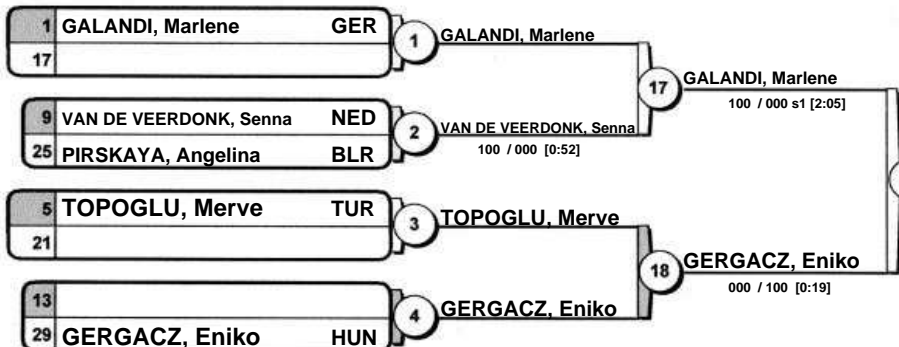 1 GALANDI, Marlene GER
17
1 GALANDI, Marlene
9 VAN DE VEERDONK, Senna NED
25 PIRSKAYA, Angelina BLR
2 VAN DE VEERDONK, Senna
100 / 000 [0:52]
17 GALANDI, Marlene
100 / 000 s1 [2:05]
5 TOPOGLU, Merve TUR
21
3 TOPOGLU, Merve
13
29 GERGACZ, Eniko HUN
4 GERGACZ, Eniko
18 GERGACZ, Eniko
000 / 100 [0:19]